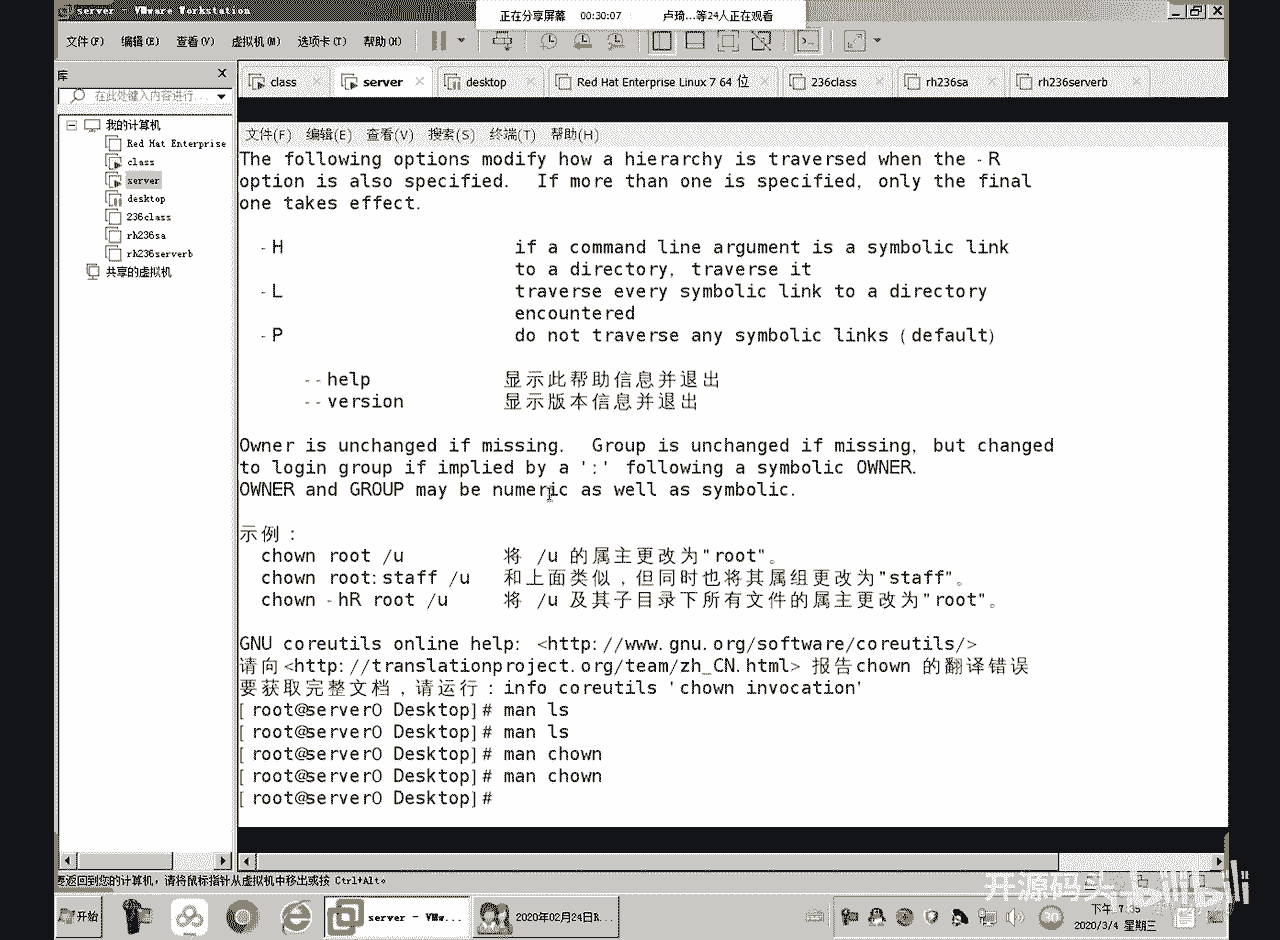 server - VMware Workstation
正在分享屏幕 00:30:07 卢琦...等24人正在观看
文件(F) 编辑(E) 查看(V) 虚拟机(M) 选项卡(T) 帮助(H)
库
在此处键入内容进行...
class server desktop Red Hat Enterprise Linux 7 64 位 236class rh236sa rh236serverb
我的计算机
Red Hat Enterprise
class
server
desktop
236class
rh236sa
rh236serverb
共享的虚拟机
文件(F) 编辑(E) 查看(V) 搜索(S) 终端(T) 帮助(H)
The following options modify how a hierarchy is traversed when the -R
option is also specified.  If more than one is specified, only the final
one takes effect.
-H if a command line argument is a symbolic link
to a directory, traverse it
-L traverse every symbolic link to a directory
encountered
-P do not traverse any symbolic links (default)
--help 显示此帮助信息并退出
--version 显示版本信息并退出
Owner is unchanged if missing.  Group is unchanged if missing, but changed
to login group if implied by a ':' following a symbolic OWNER.
OWNER and GROUP may be numeric as well as symbolic.
示例：
chown root /u 将 /u 的属主更改为"root"。
chown root:staff /u 和上面类似，但同时也将其属组更改为"staff"。
chown -hR root /u 将 /u 及其子目录下所有文件的属主更改为"root"。
GNU coreutils online help: <http://www.gnu.org/software/coreutils/>
请向<http://translationproject.org/team/zh_CN.html> 报告chown 的翻译错误
要获取完整文档，请运行：info coreutils 'chown invocation'
[root@server0 Desktop]# man ls
[root@server0 Desktop]# man ls
[root@server0 Desktop]# man chown
[root@server0 Desktop]# man chown
[root@server0 Desktop]#
要返回到您的计算机，请将鼠标指针从虚拟机中移出或按 Ctrl+Alt。
开源码头 bilibili
开始 server - VMw... 2020年02月24日R... 30 下午
2020/3/4 星期三